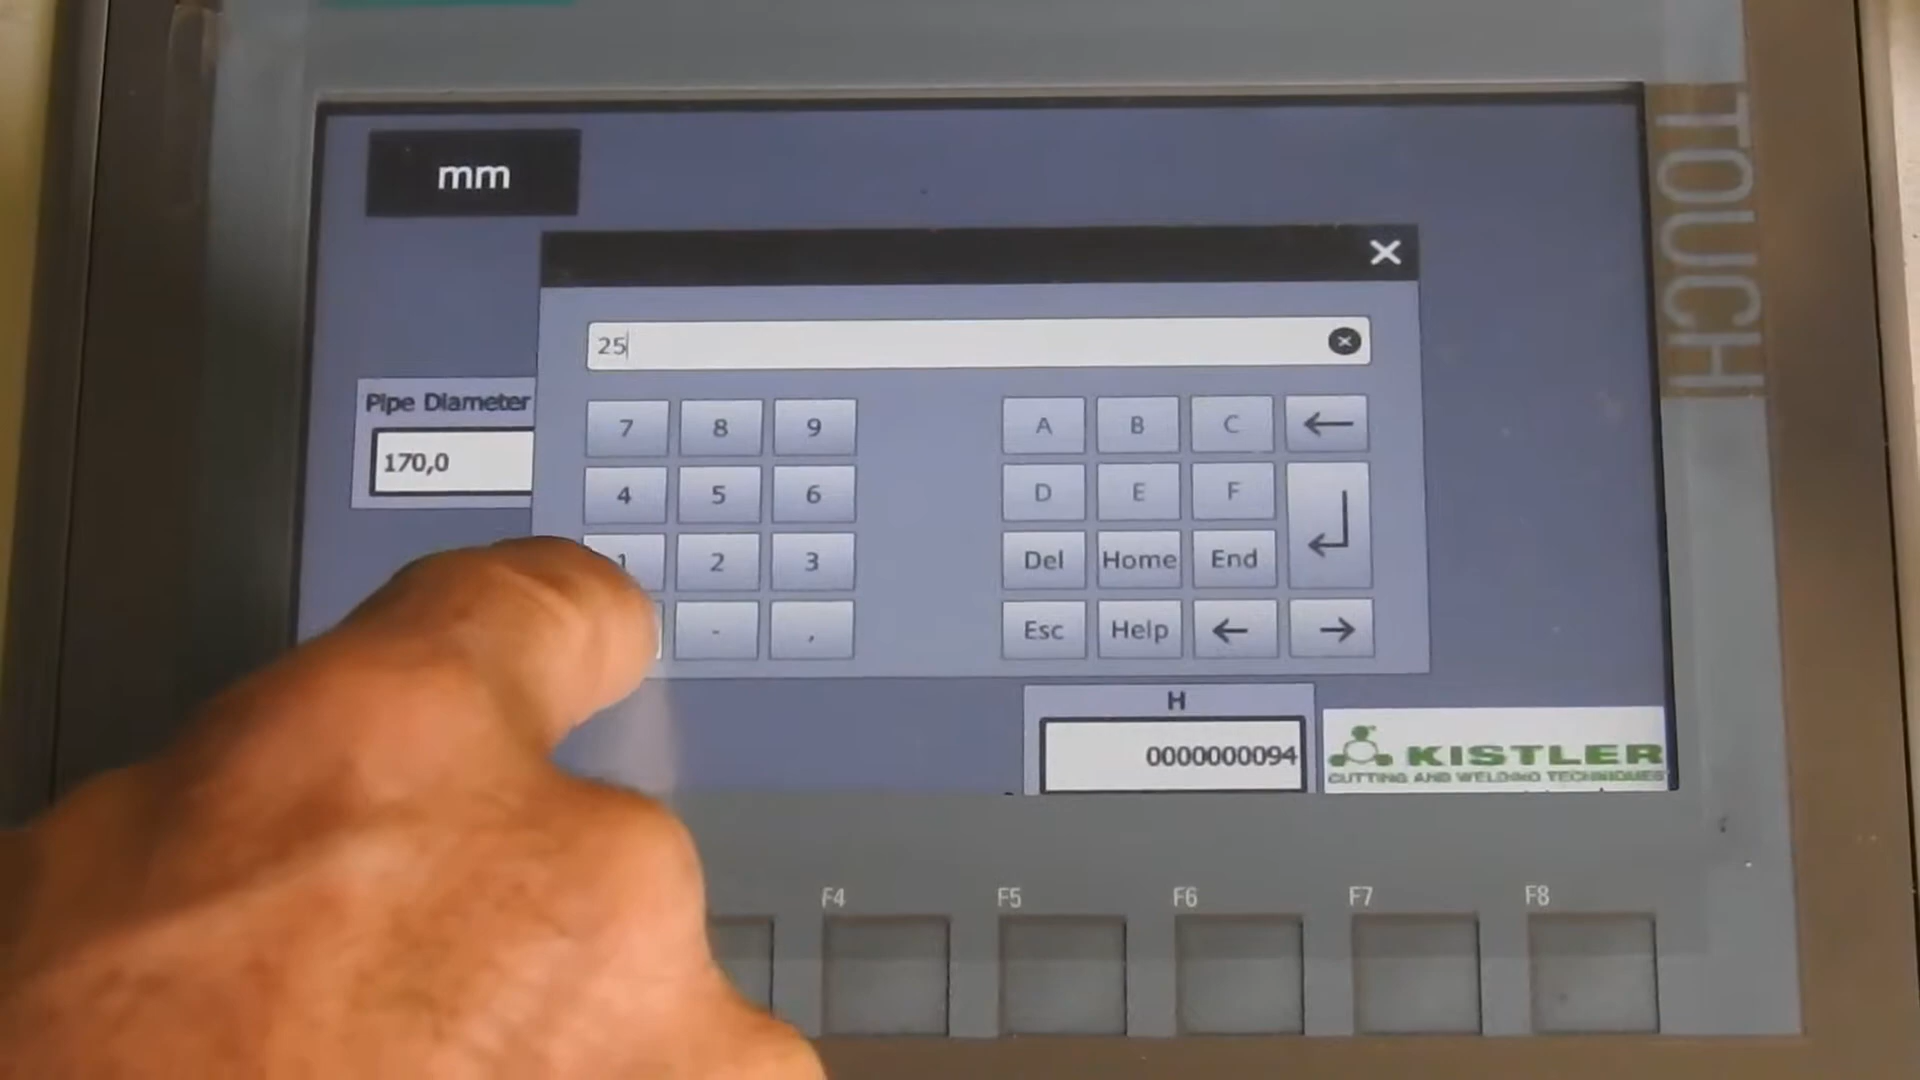 mm
TOUCH
25
Pipe Diameter
170,0
7 8 9 A B C
4 5 6 D E F
1 2 3 Del Home End
- , Esc Help
H
0000000094
KISTLER
CUTTING AND WELDING TECHNIQUES
F4 F5 F6 F7 F8